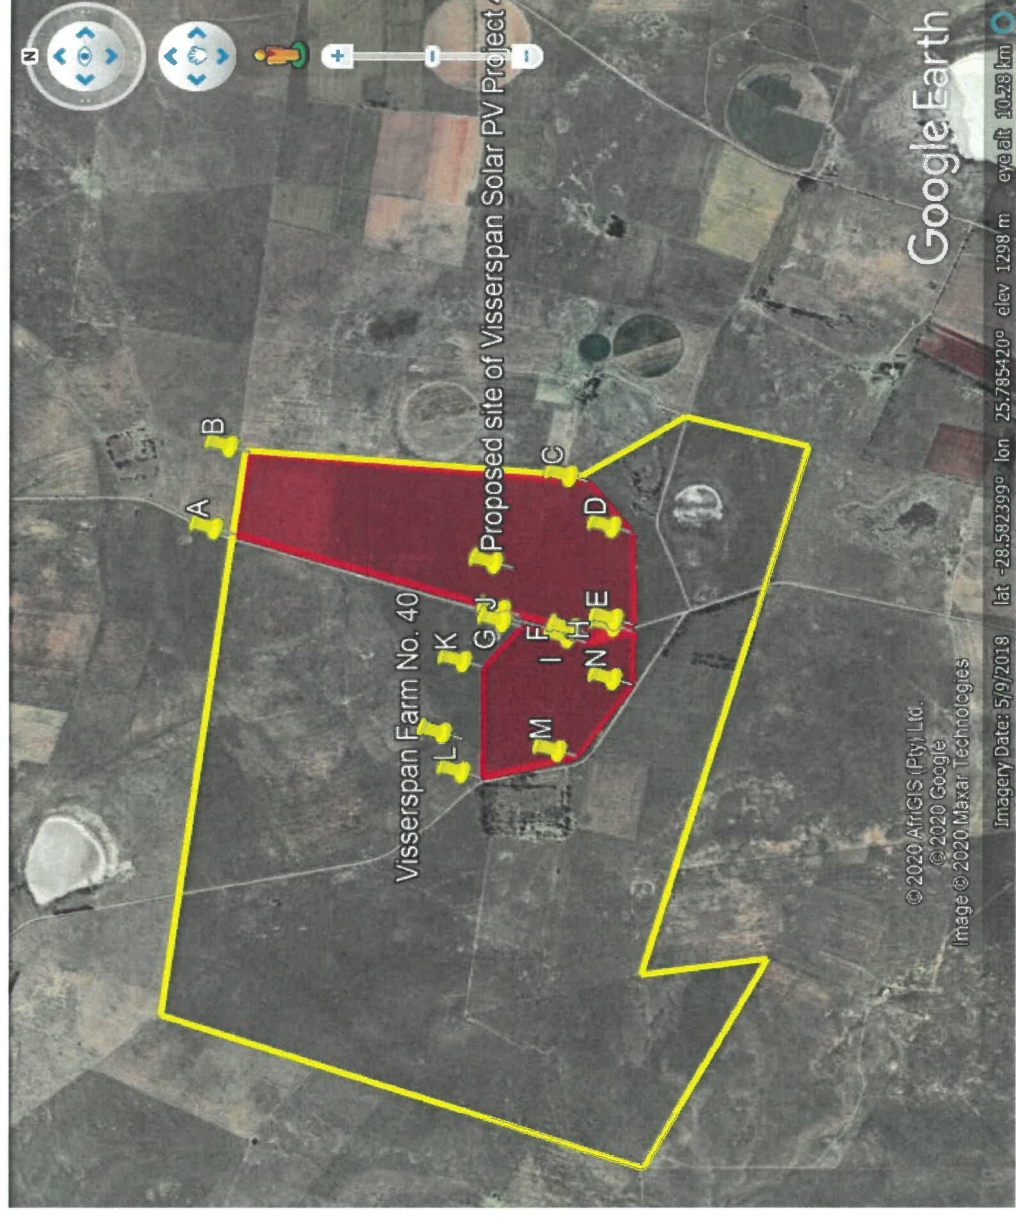 N
A
B
Visserspan Farm No. 40
K
L
G
J
Proposed site of Visserspan Solar PV Project 4
F
I
H
C
M
N
E
D
© 2020 AfriGIS (Pty) Ltd.
© 2020 Google
Image © 2020 Maxar Technologies
Google Earth
Imagery Date: 5/9/2018 lat -28.582399° lon 25.785420° elev 1298 m eye alt 10.28 km